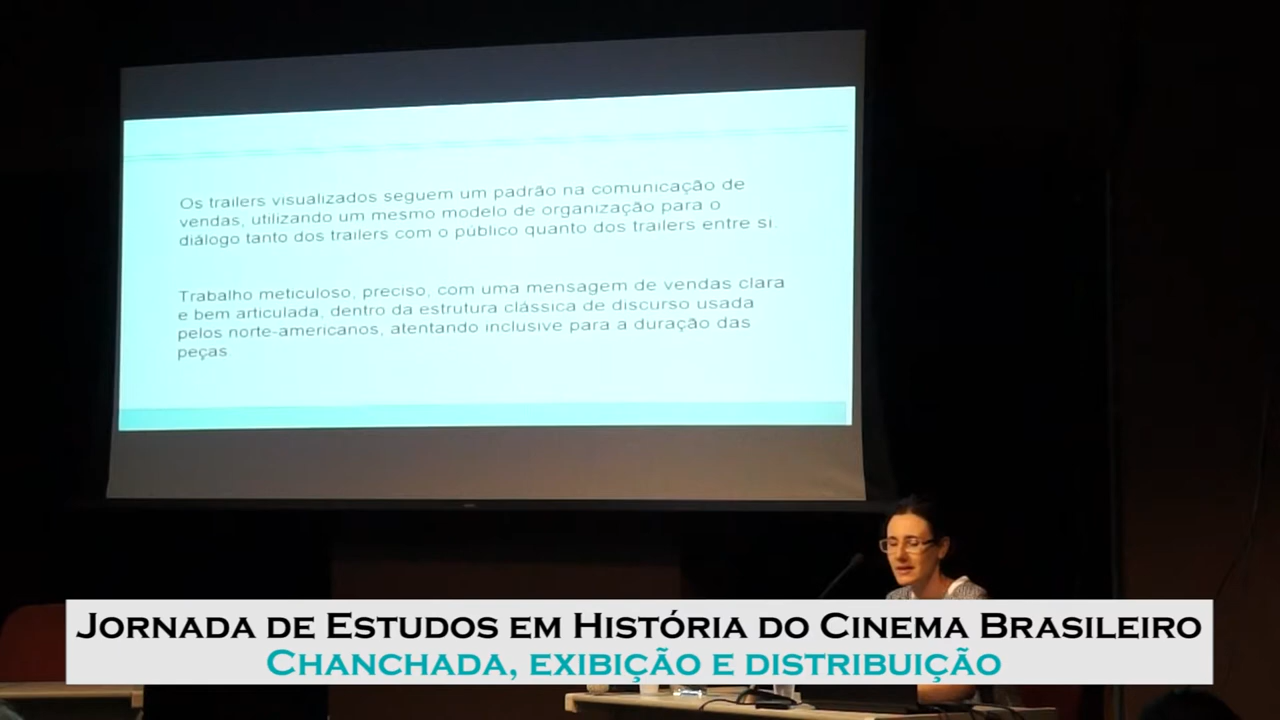 Os trailers visualizados seguem um padrão na comunicação de
vendas, utilizando um mesmo modelo de organização para o
diálogo tanto dos trailers com o público quanto dos trailers entre si.
Trabalho meticuloso, preciso, com uma mensagem de vendas clara
e bem articulada, dentro da estrutura clássica de discurso usada
pelos norte-americanos, atentando inclusive para a duração das
peças
JORNADA DE ESTUDOS EM HISTÓRIA DO CINEMA BRASILEIRO
CHANCHADA, EXIBIÇÃO E DISTRIBUIÇÃO